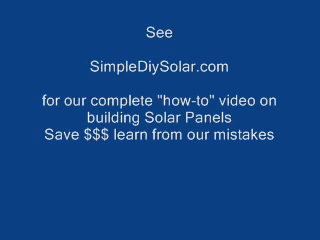 See
SimpleDiySolar.com
for our complete "how-to" video on
building Solar Panels
Save $$$ learn from our mistakes